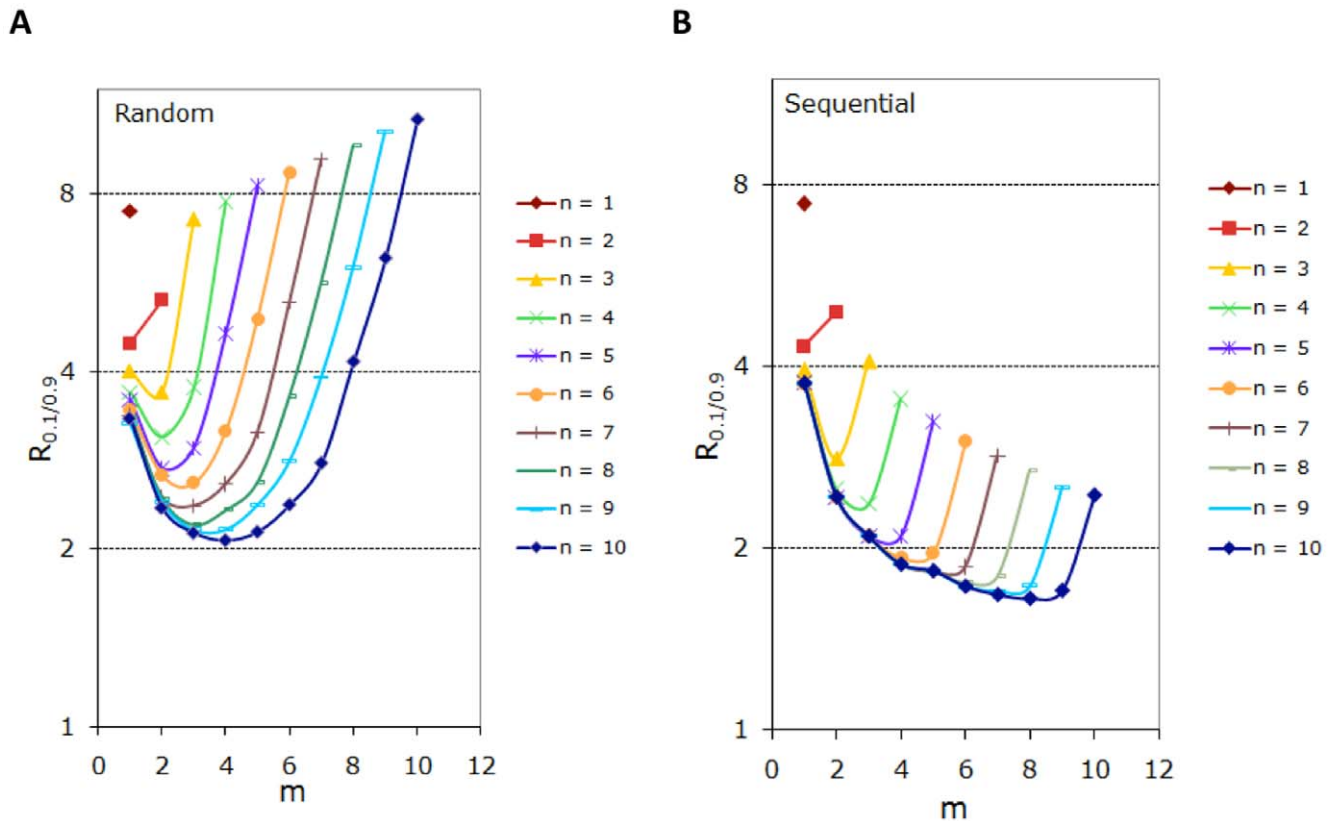 A
Random
8
4
2
1
R0.1/0.9
0 2 4 6 8 10 12
m
n = 1
n = 2
n = 3
n = 4
n = 5
n = 6
n = 7
n = 8
n = 9
n = 10
B
Sequential
8
4
2
1
R0.1/0.9
0 2 4 6 8 10 12
m
n = 1
n = 2
n = 3
n = 4
n = 5
n = 6
n = 7
n = 8
n = 9
n = 10